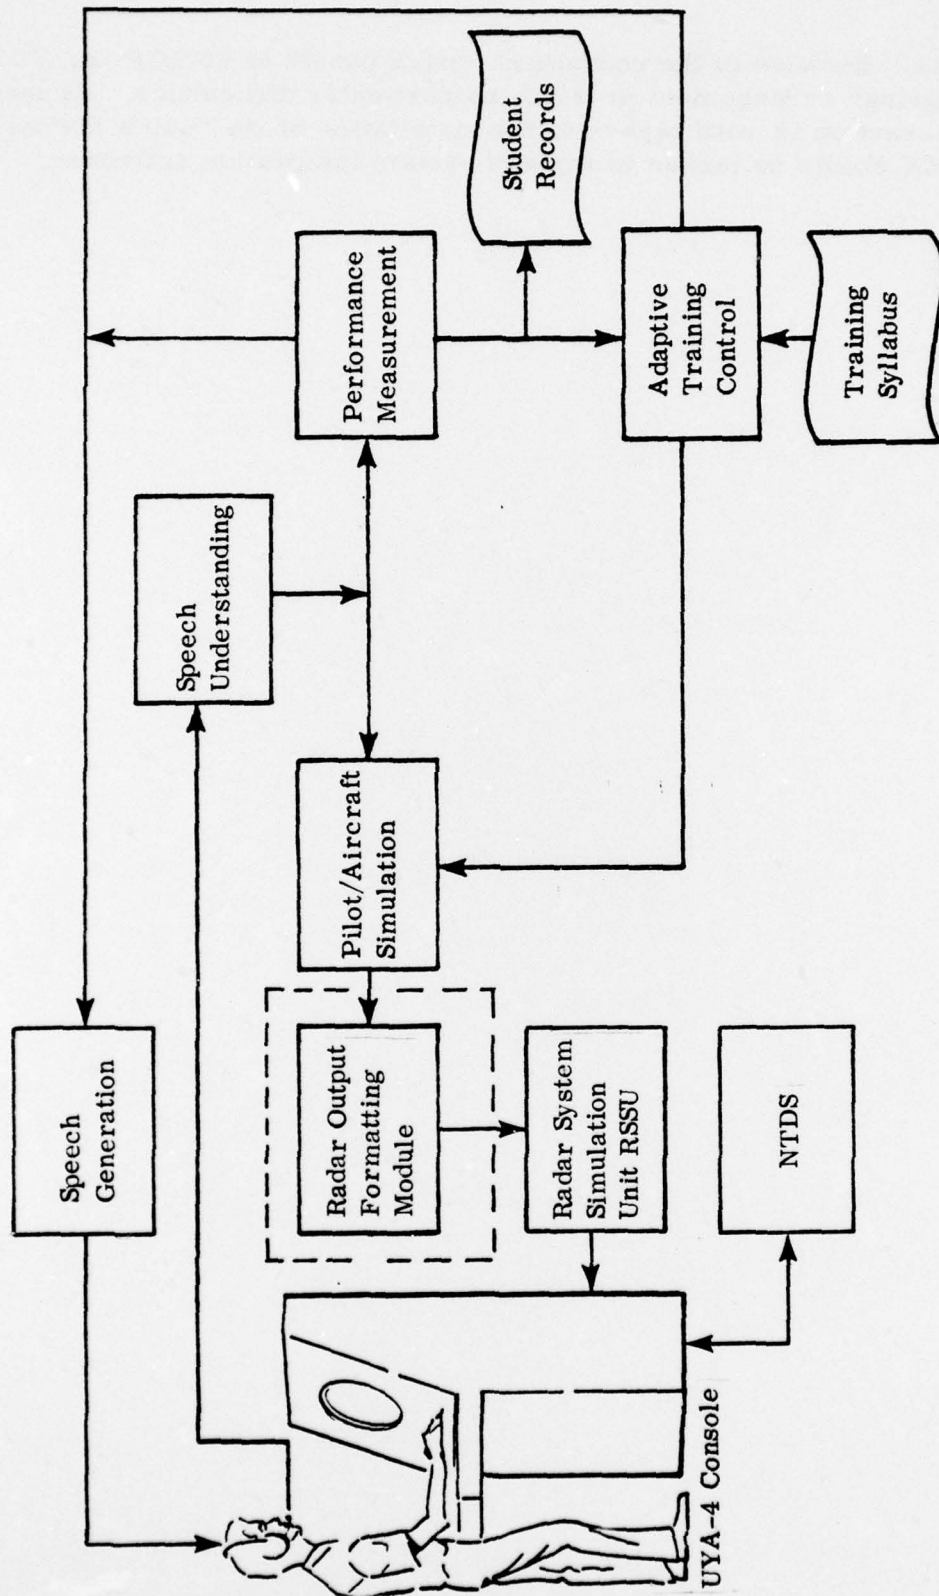 Speech
Generation
Speech
Understanding
Radar Output
Formatting
Module
Pilot/Aircraft
Simulation
Performance
Measurement
Student
Records
Radar System
Simulation
Unit RSSU
Adaptive
Training
Control
UYA-4 Console
NTDS
Training
Syllabus